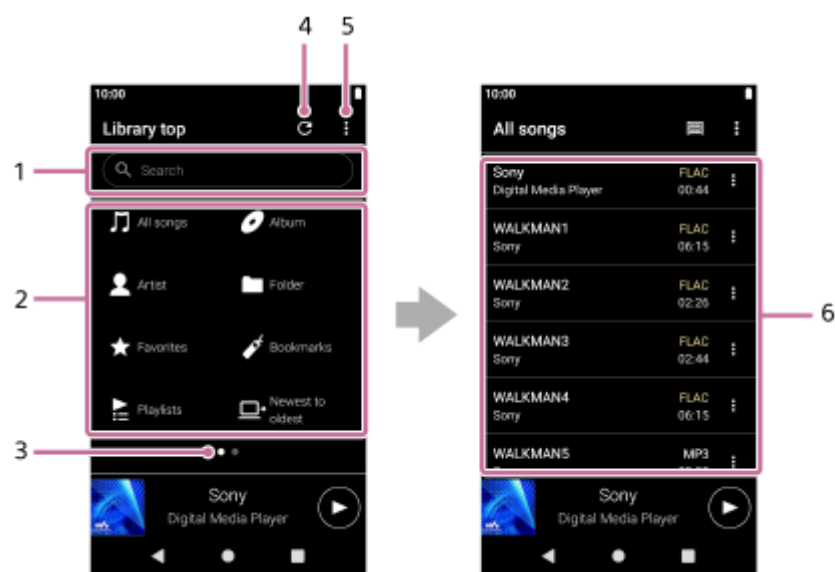 4 5
10:00
Library top
1
Search
2
All songs Album
Artist Folder
Favorites Bookmarks
Playlists Newest to
oldest
3
Sony
Digital Media Player
10:00
All songs
Sony FLAC
Digital Media Player 00:44
WALKMAN1 FLAC
Sony 06:15
WALKMAN2 FLAC
Sony 02:26
WALKMAN3 FLAC
Sony 02:44
WALKMAN4 FLAC
Sony 06:15
WALKMAN5 MP3
6
Sony
Digital Media Player